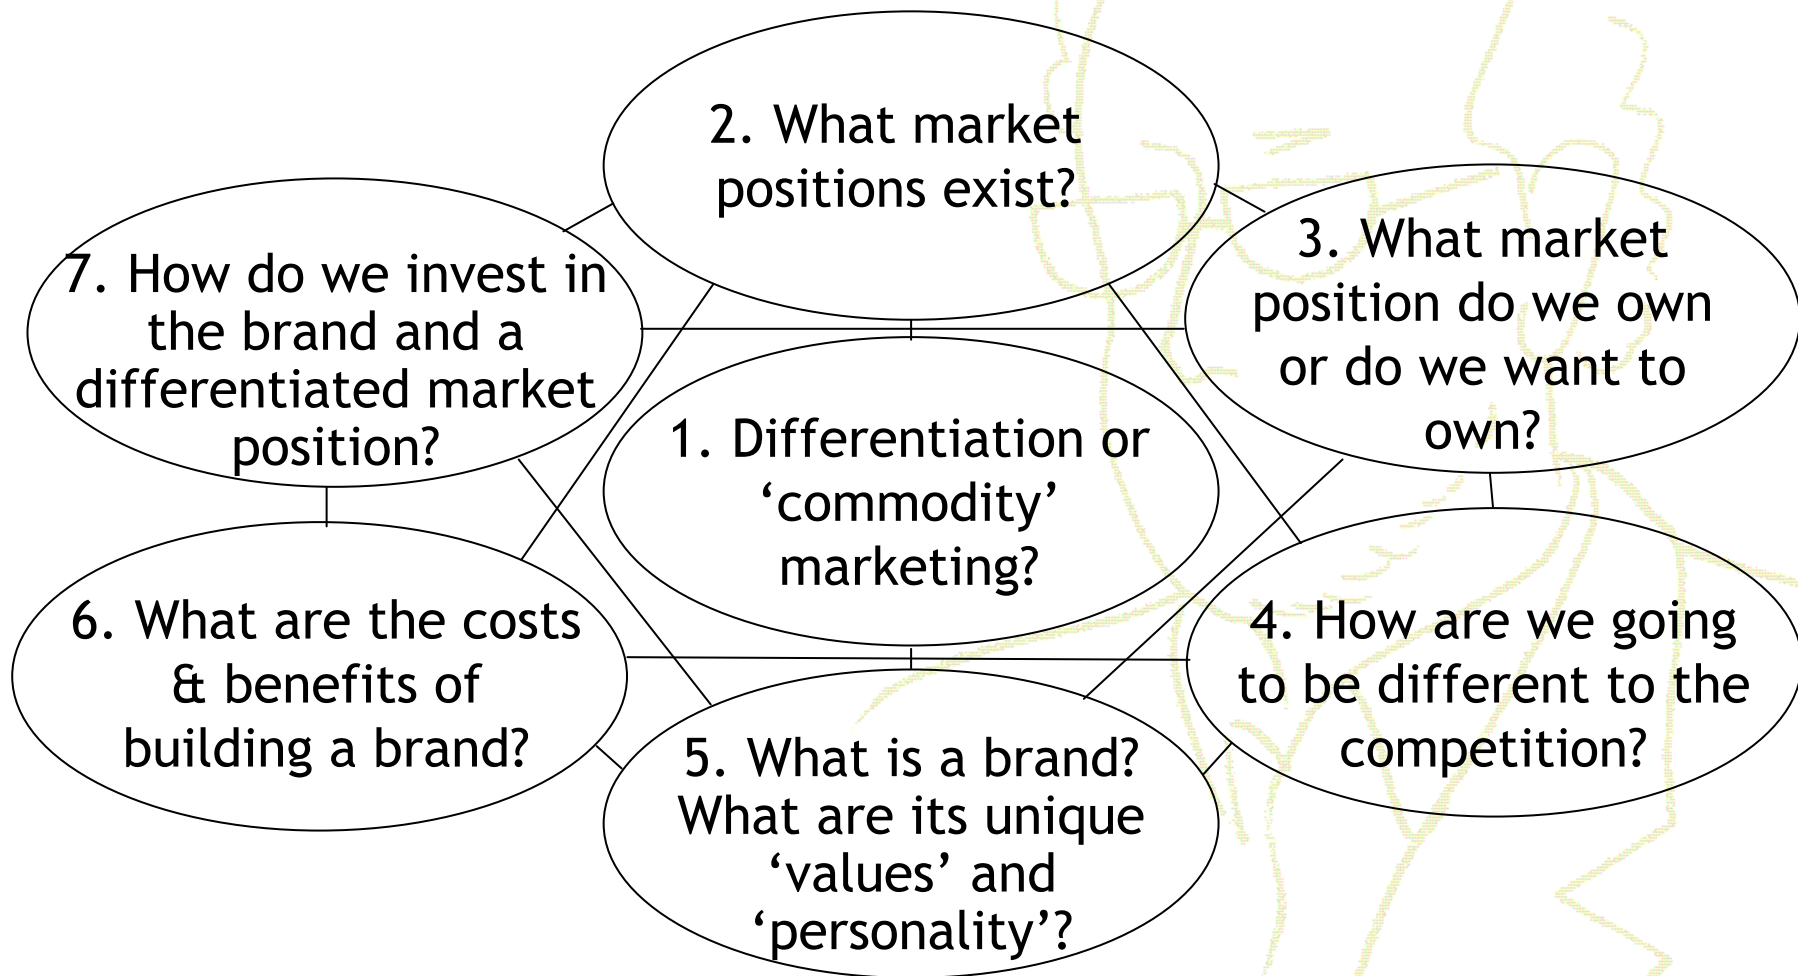 2. What market
positions exist?
3. What market
position do we own
or do we want to
own?
7. How do we invest in
the brand and a
differentiated market
position?
1. Differentiation or
‘commodity’
marketing?
6. What are the costs
& benefits of
building a brand?
4. How are we going
to be different to the
competition?
5. What is a brand?
What are its unique
‘values’ and
‘personality’?